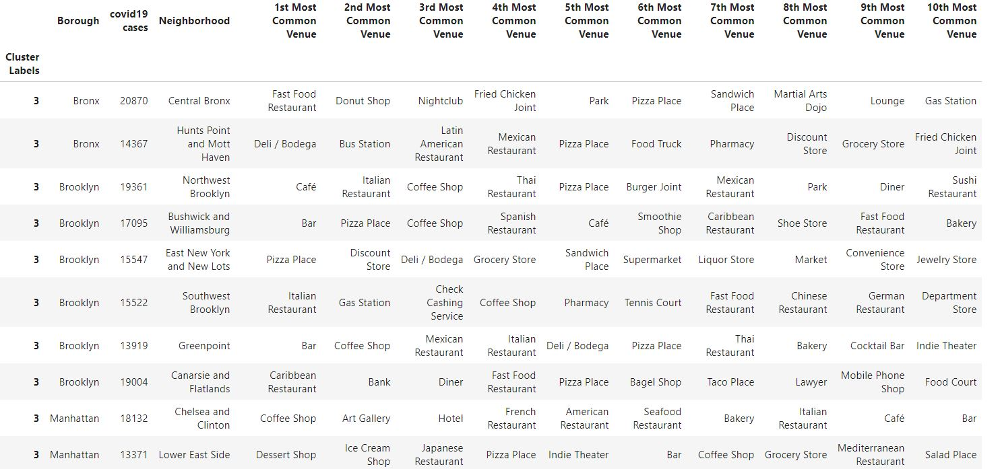 Borough covid19 cases Neighborhood 1st Most Common Venue 2nd Most Common Venue 3rd Most Common Venue 4th Most Common Venue 5th Most Common Venue 6th Most Common Venue 7th Most Common Venue 8th Most Common Venue 9th Most Common Venue 10th Most Common Venue
Cluster Labels
3 Bronx 20870 Central Bronx Fast Food Restaurant Donut Shop Nightclub Fried Chicken Joint Park Pizza Place Sandwich Place Martial Arts Dojo Lounge Gas Station
3 Bronx 14367 Hunts Point and Mott Haven Deli / Bodega Bus Station Latin American Restaurant Mexican Restaurant Pizza Place Food Truck Pharmacy Discount Store Grocery Store Fried Chicken Joint
3 Brooklyn 19361 Northwest Brooklyn Café Italian Restaurant Coffee Shop Thai Restaurant Pizza Place Burger Joint Mexican Restaurant Park Diner Sushi Restaurant
3 Brooklyn 17095 Bushwick and Williamsburg Bar Pizza Place Coffee Shop Spanish Restaurant Café Smoothie Shop Caribbean Restaurant Shoe Store Fast Food Restaurant Bakery
3 Brooklyn 15547 East New York and New Lots Pizza Place Discount Store Deli / Bodega Grocery Store Sandwich Place Supermarket Liquor Store Market Convenience Store Jewelry Store
3 Brooklyn 15522 Southwest Brooklyn Italian Restaurant Gas Station Check Cashing Service Coffee Shop Pharmacy Tennis Court Fast Food Restaurant Chinese Restaurant German Restaurant Department Store
3 Brooklyn 13919 Greenpoint Bar Coffee Shop Mexican Restaurant Italian Restaurant Deli / Bodega Pizza Place Thai Restaurant Bakery Cocktail Bar Indie Theater
3 Brooklyn 19004 Canarsie and Flatlands Caribbean Restaurant Bank Diner Fast Food Restaurant Pizza Place Bagel Shop Taco Place Lawyer Mobile Phone Shop Food Court
3 Manhattan 18132 Chelsea and Clinton Coffee Shop Art Gallery Hotel French Restaurant American Restaurant Seafood Restaurant Bakery Italian Restaurant Café Bar
3 Manhattan 13371 Lower East Side Dessert Shop Ice Cream Shop Japanese Restaurant Pizza Place Indie Theater Bar Coffee Shop Grocery Store Mediterranean Restaurant Salad Place